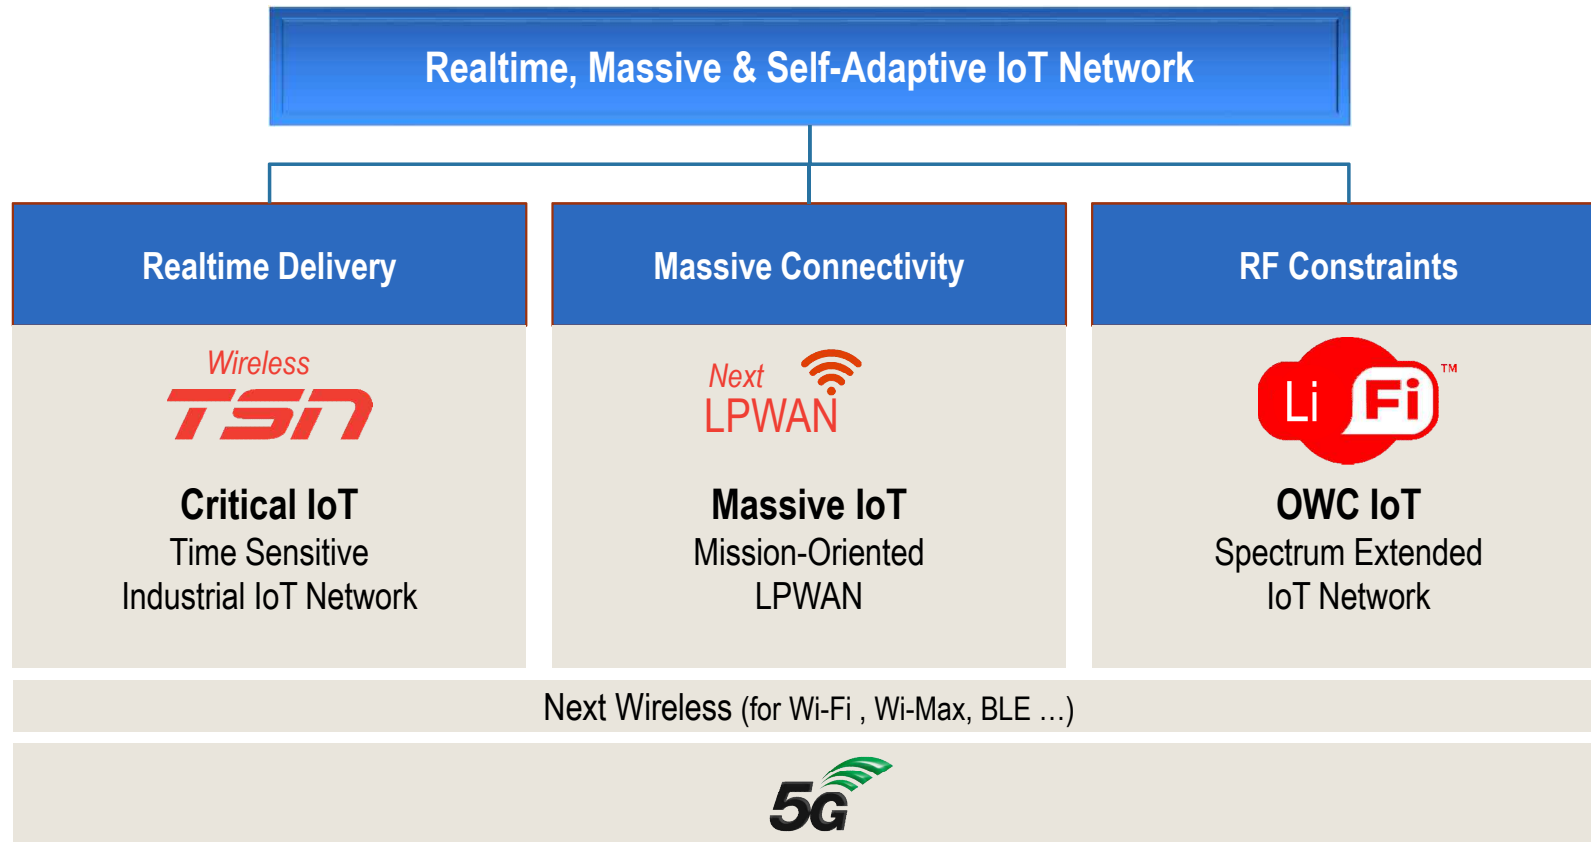 Realtime, Massive & Self-Adaptive IoT Network
Realtime Delivery
Massive Connectivity
RF Constraints
Wireless
TSN
Critical IoT
Time Sensitive
Industrial IoT Network
Next
LPWAN
Massive IoT
Mission-Oriented
LPWAN
Li Fi ™
OWC IoT
Spectrum Extended
IoT Network
Next Wireless (for Wi-Fi , Wi-Max, BLE …)
5G